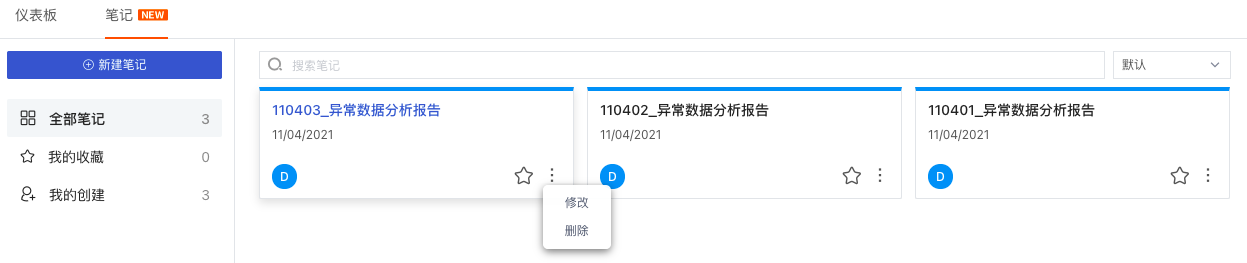 仪表板
笔记 NEW
新建笔记
搜索笔记
默认
全部笔记 3
我的收藏 0
我的创建 3
110403_异常数据分析报告
11/04/2021
D
修改
删除
110402_异常数据分析报告
11/04/2021
D
110401_异常数据分析报告
11/04/2021
D